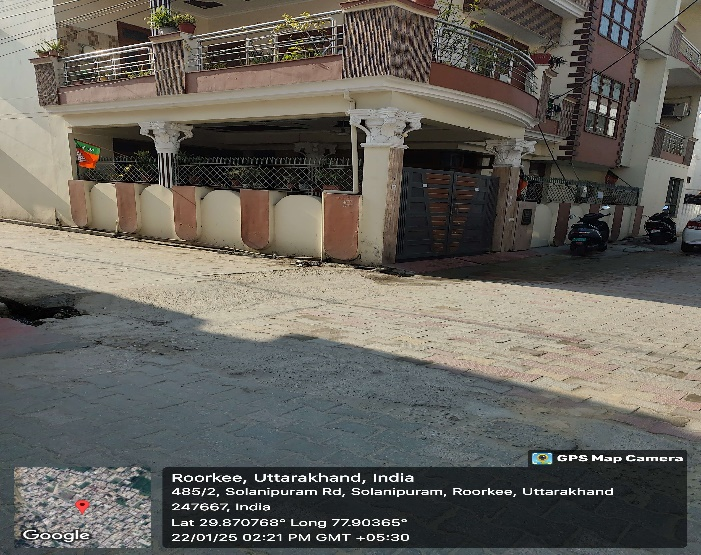 GPS Map Camera
Roorkee, Uttarakhand, India
485/2, Solanipuram Rd, Solanipuram, Roorkee, Uttarakhand
247667, India
Lat 29.870768° Long 77.90365°
22/01/25 02:21 PM GMT +05:30
Google